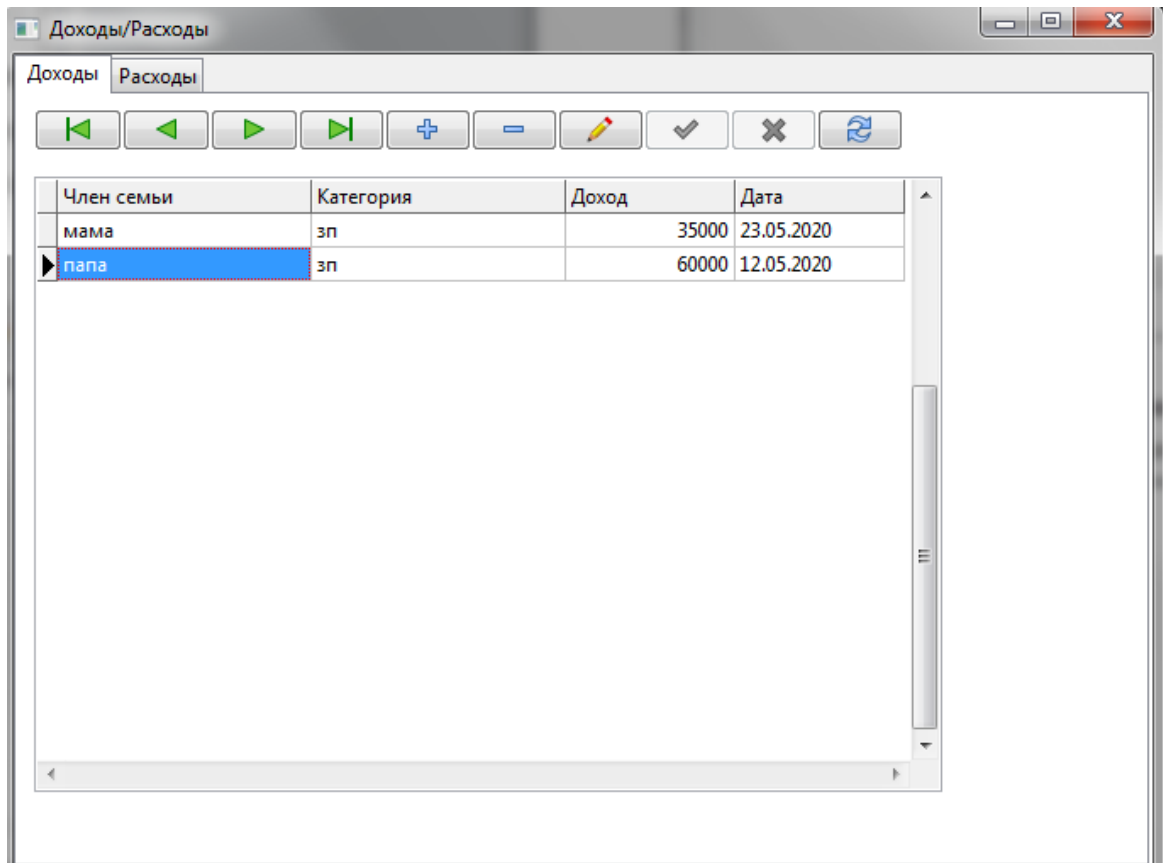 Доходы/Расходы
Доходы Расходы
Член семьи Категория Доход Дата
мама зп 35000 23.05.2020
папа зп 60000 12.05.2020